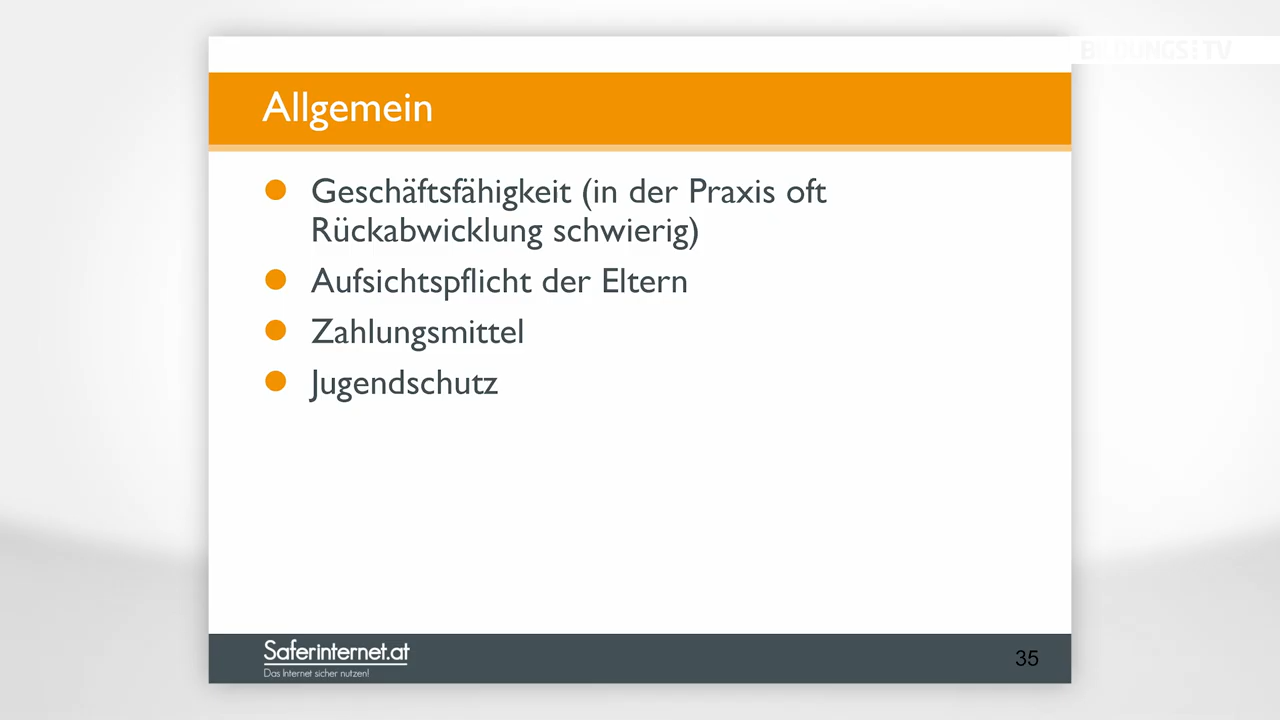 BILDUNGS:TV
Allgemein
Geschäftsfähigkeit (in der Praxis oft
Rückabwicklung schwierig)
Aufsichtspflicht der Eltern
Zahlungsmittel
Jugendschutz
Saferinternet.at
Das Internet sicher nutzen!
35